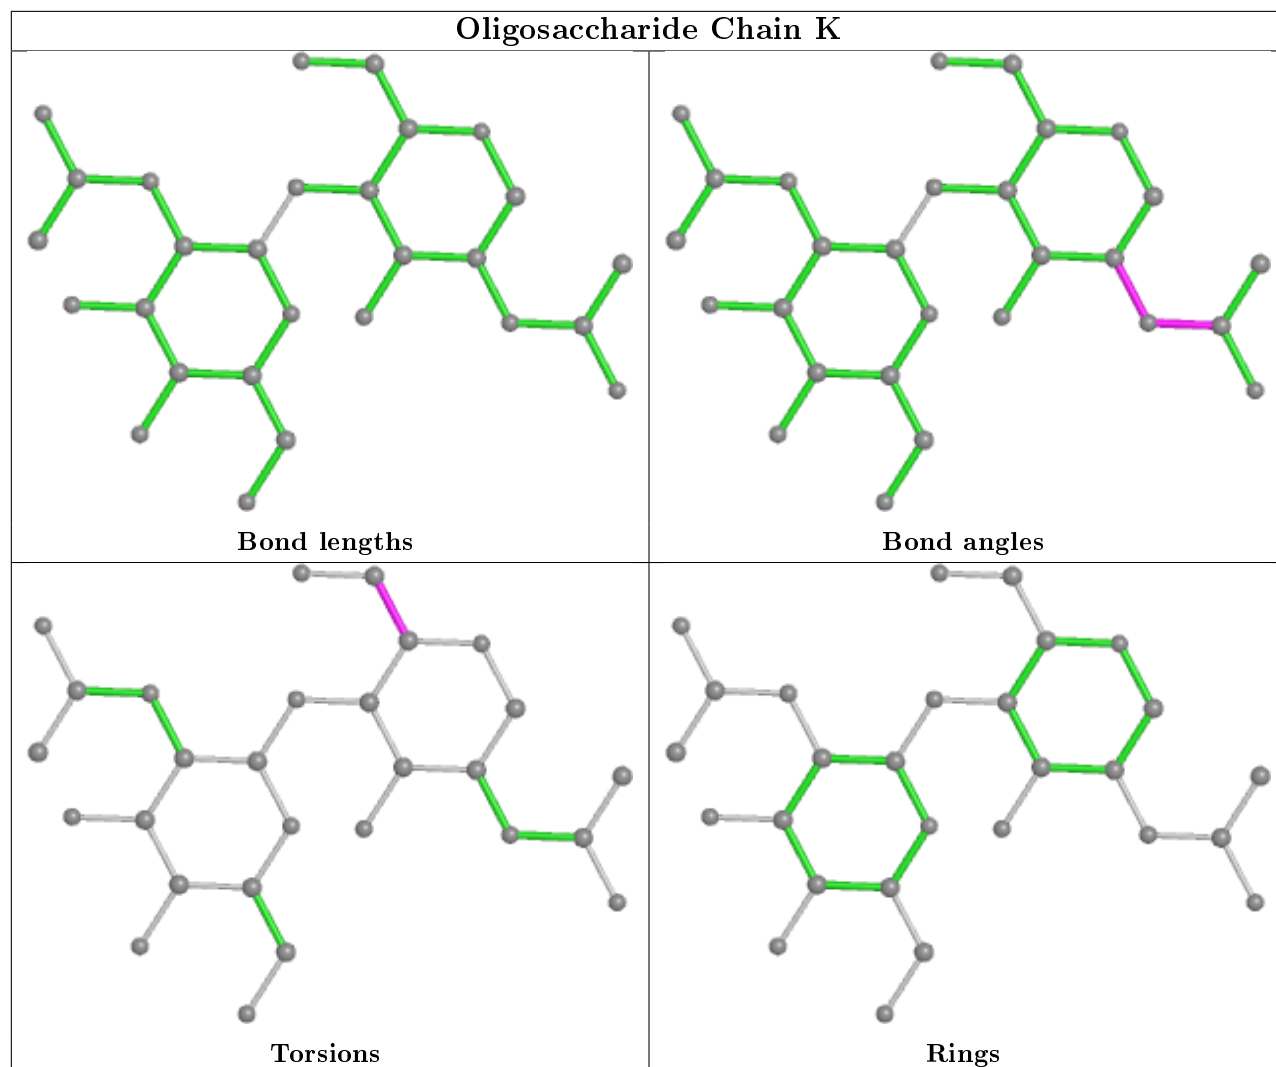 Oligosaccharide Chain K
Bond lengths
Bond angles
Torsions
Rings